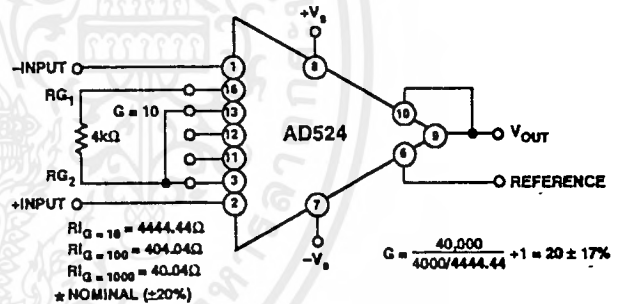 +Vs
–INPUT
1
8
RG1
16
G = 10
13
10
4kΩ
12
AD524
9
VOUT
11
6
RG2
3
REFERENCE
+INPUT
2
7
–Vs
RIG = 10 = 4444.44Ω
RIG = 100 = 404.04Ω
RIG = 1000 = 40.04Ω
* NOMINAL (±20%)
G = 40,000 / 4000/4444.44 +1 = 20 ± 17%